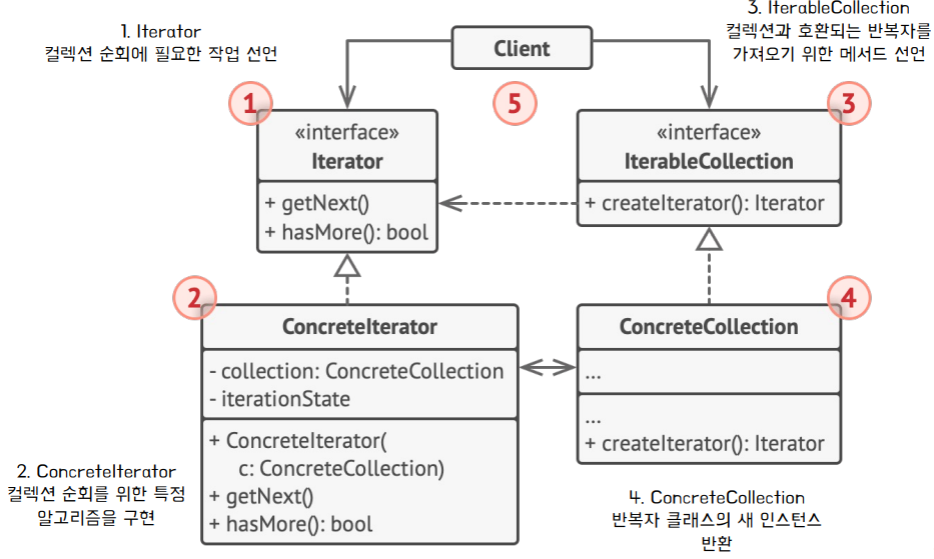 1. Iterator
컬렉션 순회에 필요한 작업 선언
Client
3. IterableCollection
컬렉션과 호환되는 반복자를
가져오기 위한 메서드 선언
1
5
3
«interface»
Iterator
+ getNext()
+ hasMore(): bool
«interface»
IterableCollection
+ createIterator(): Iterator
2
ConcreteIterator
- collection: ConcreteCollection
- iterationState
+ ConcreteIterator(
c: ConcreteCollection)
+ getNext()
+ hasMore(): bool
4
ConcreteCollection
...
...
+ createIterator(): Iterator
2. ConcreteIterator
컬렉션 순회를 위한 특정
알고리즘을 구현
4. ConcreteCollection
반복자 클래스의 새 인스턴스
반환